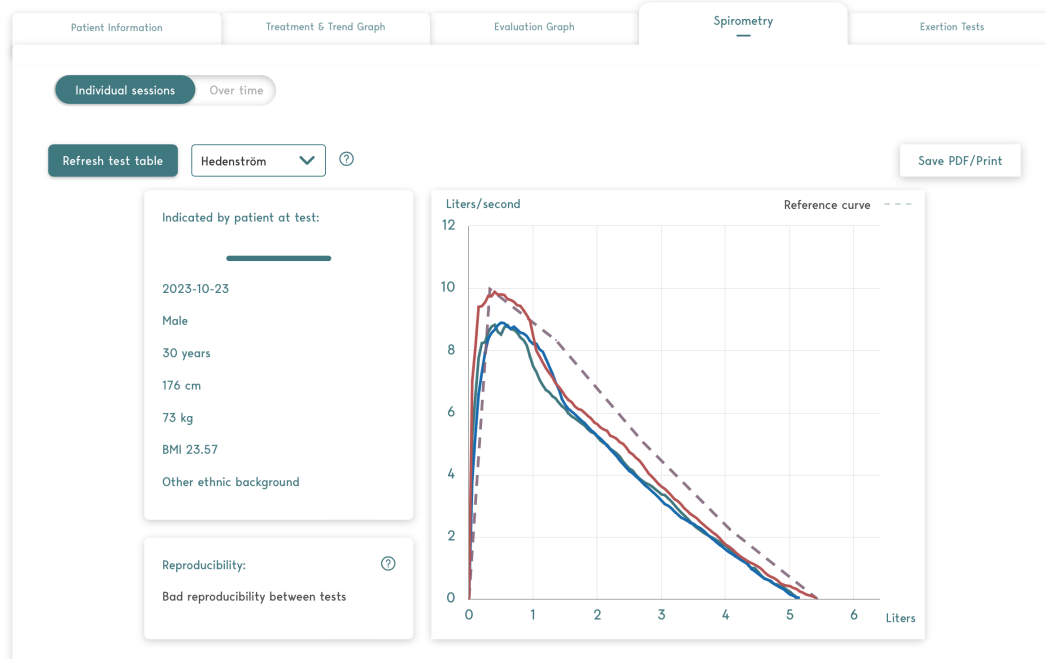 Patient Information
Treatment & Trend Graph
Evaluation Graph
Spirometry
Exertion Tests
Individual sessions
Over time
Refresh test table
Hedenström
?
Save PDF/Print
Indicated by patient at test:
2023-10-23
Male
30 years
176 cm
73 kg
BMI 23.57
Other ethnic background
Reproducibility:
?
Bad reproducibility between tests
Liters/second
Reference curve
12
10
8
6
4
2
0
0 1 2 3 4 5 6 Liters